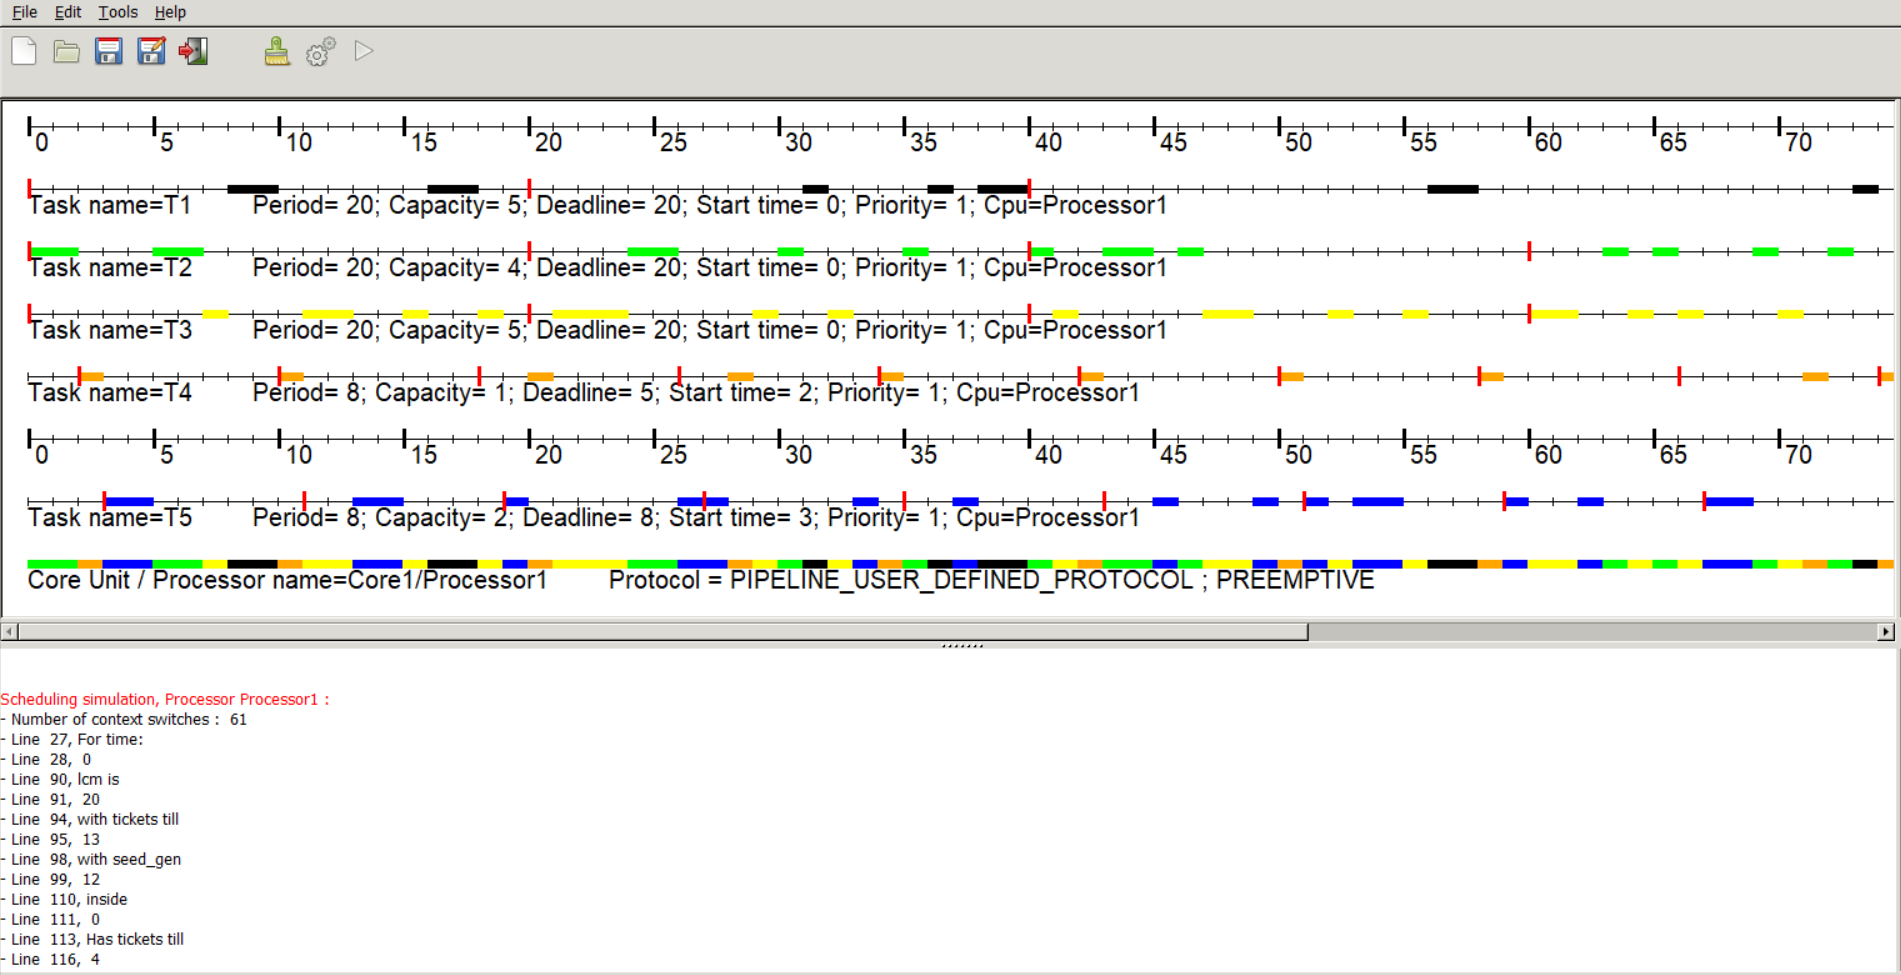 File Edit Tools Help
0 5 10 15 20 25 30 35 40 45 50 55 60 65 70
Task name=T1 Period= 20; Capacity= 5; Deadline= 20; Start time= 0; Priority= 1; Cpu=Processor1
Task name=T2 Period= 20; Capacity= 4; Deadline= 20; Start time= 0; Priority= 1; Cpu=Processor1
Task name=T3 Period= 20; Capacity= 5; Deadline= 20; Start time= 0; Priority= 1; Cpu=Processor1
Task name=T4 Period= 8; Capacity= 1; Deadline= 5; Start time= 2; Priority= 1; Cpu=Processor1
0 5 10 15 20 25 30 35 40 45 50 55 60 65 70
Task name=T5 Period= 8; Capacity= 2; Deadline= 8; Start time= 3; Priority= 1; Cpu=Processor1
Core Unit / Processor name=Core1/Processor1 Protocol = PIPELINE_USER_DEFINED_PROTOCOL ; PREEMPTIVE
Scheduling simulation, Processor Processor1 :
- Number of context switches : 61
- Line 27, For time:
- Line 28, 0
- Line 90, lcm is
- Line 91, 20
- Line 94, with tickets till
- Line 95, 13
- Line 98, with seed_gen
- Line 99, 12
- Line 110, inside
- Line 111, 0
- Line 113, Has tickets till
- Line 116, 4